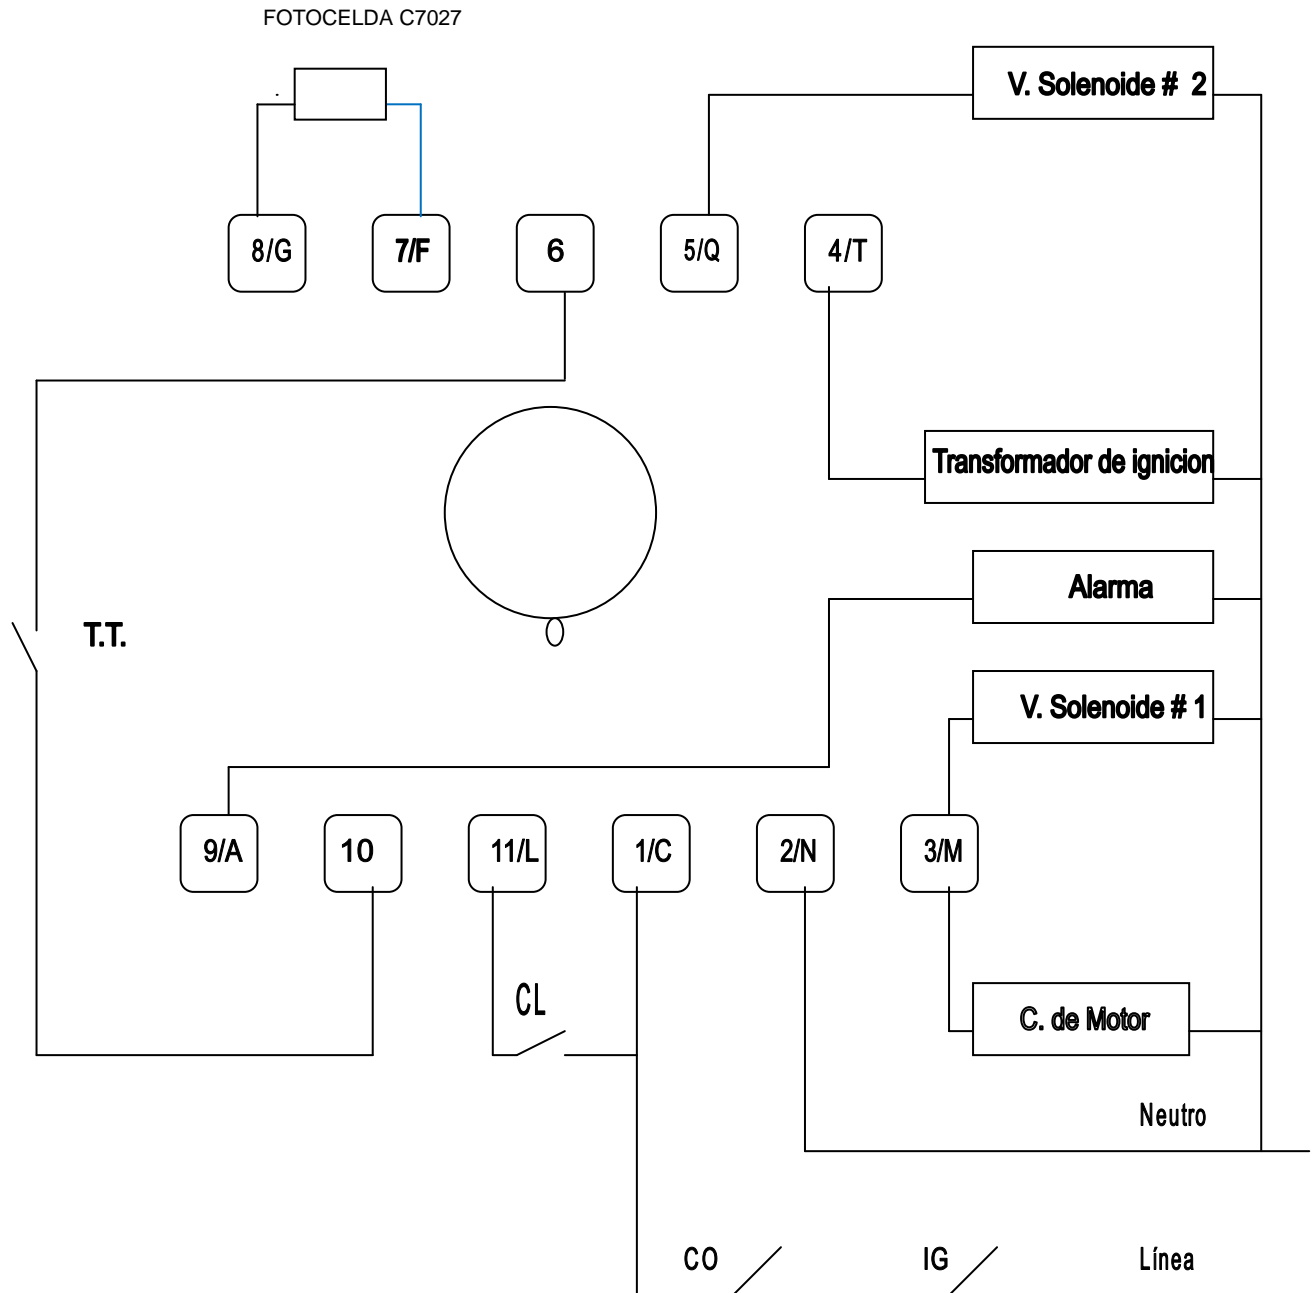 FOTOCELDA C7027
V. Solenoide # 2
8/G
7/F
6
5/Q
4/T
Transformador de ignicion
Alarma
T.T.
V. Solenoide # 1
9/A
10
11/L
1/C
2/N
3/M
CL
C. de Motor
Neutro
CO
IG
Línea